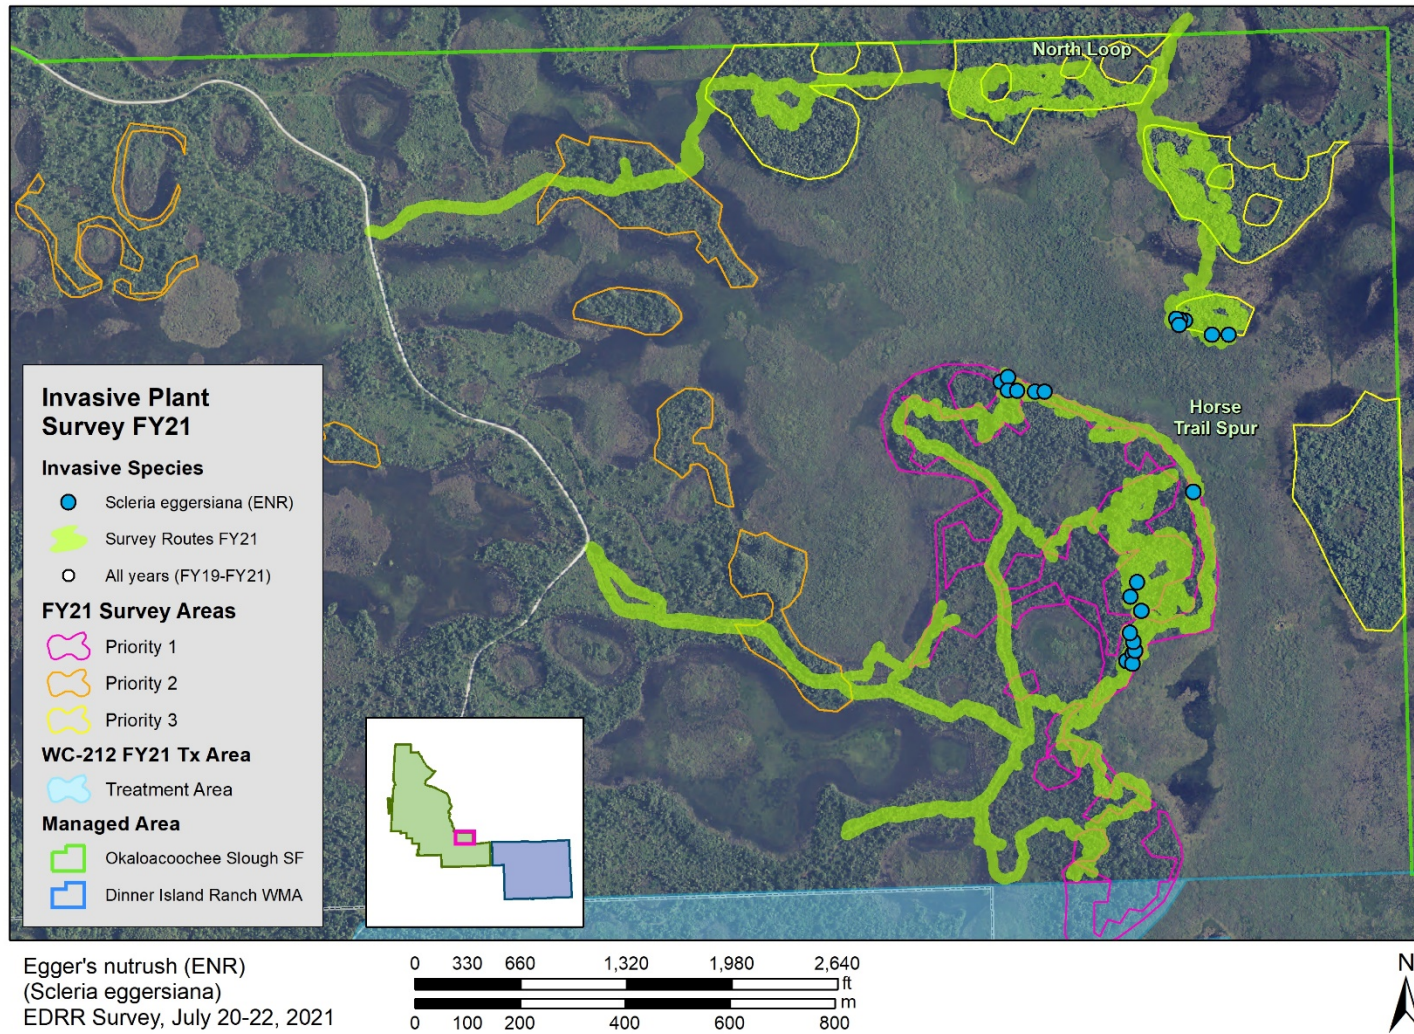 North Loop
Horse
Trail Spur
Invasive Plant
Survey FY21
Invasive Species
Scleria eggersiana (ENR)
Survey Routes FY21
All years (FY19-FY21)
FY21 Survey Areas
Priority 1
Priority 2
Priority 3
WC-212 FY21 Tx Area
Treatment Area
Managed Area
Okaloacoochee Slough SF
Dinner Island Ranch WMA
Egger's nutrush (ENR)
(Scleria eggersiana)
EDRR Survey, July 20-22, 2021
0 330 660 1,320 1,980 2,640
ft
m
0 100 200 400 600 800
N